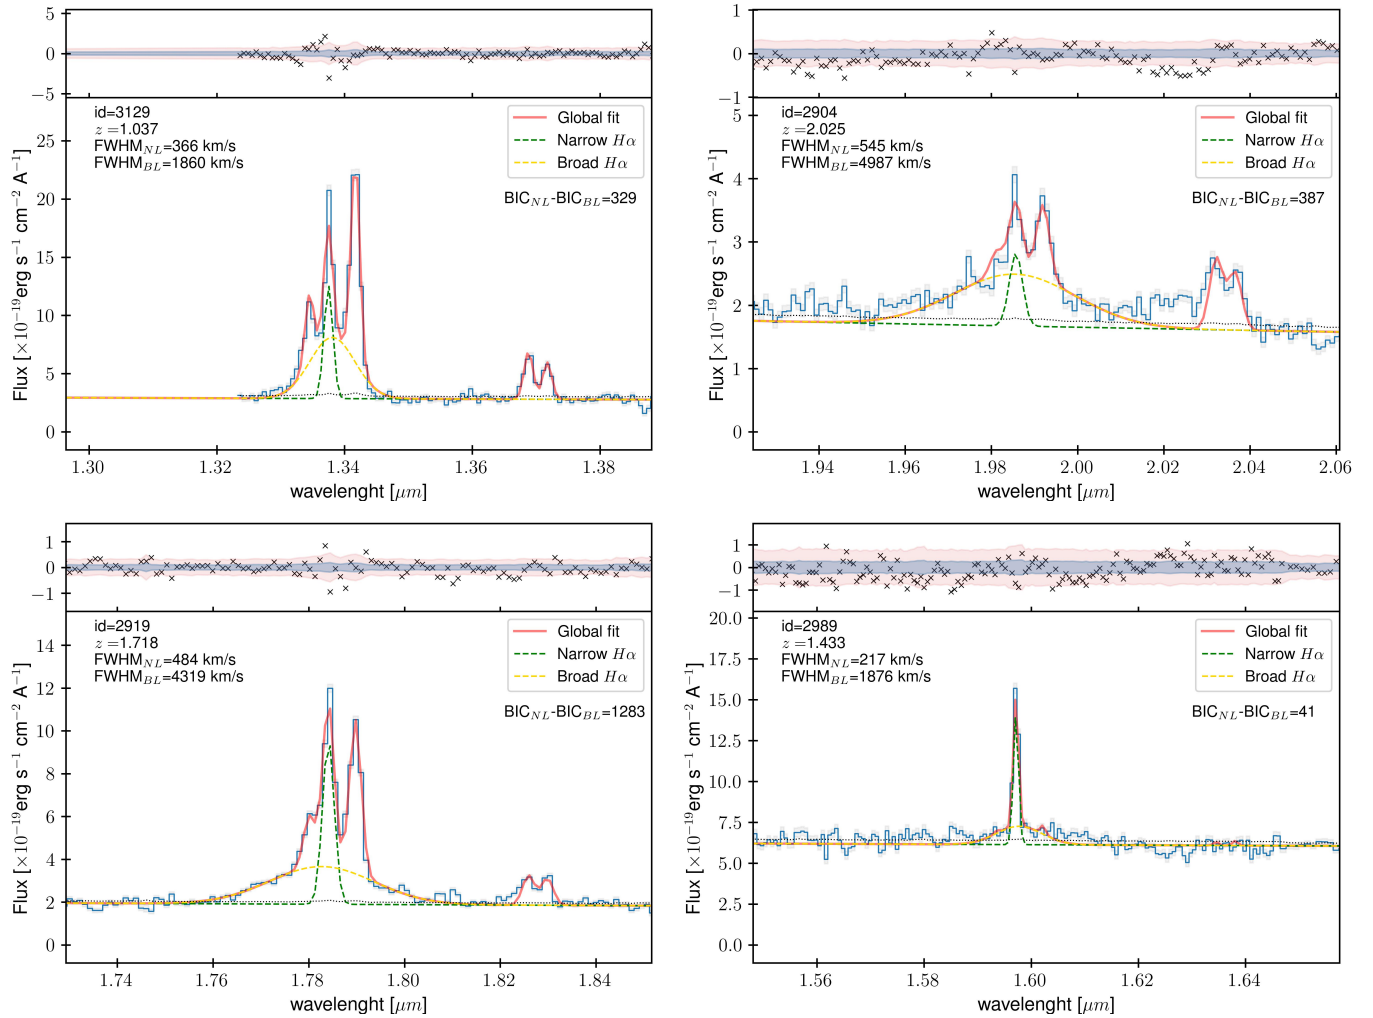 5
0
−5
id=3129
z =1.037
FWHM_NL=366 km/s
FWHM_BL=1860 km/s
Global fit
Narrow Hα
Broad Hα
BIC_NL-BIC_BL=329
25
20
15
10
5
0
Flux [×10⁻¹⁹erg s⁻¹ cm⁻² A⁻¹]
1.30 1.32 1.34 1.36 1.38
wavelenght [μm]
1
0
−1
id=2904
z =2.025
FWHM_NL=545 km/s
FWHM_BL=4987 km/s
Global fit
Narrow Hα
Broad Hα
BIC_NL-BIC_BL=387
5
4
3
2
1
0
Flux [×10⁻¹⁹erg s⁻¹ cm⁻² A⁻¹]
1.94 1.96 1.98 2.00 2.02 2.04 2.06
wavelenght [μm]
1
0
−1
id=2919
z =1.718
FWHM_NL=484 km/s
FWHM_BL=4319 km/s
Global fit
Narrow Hα
Broad Hα
BIC_NL-BIC_BL=1283
14
12
10
8
6
4
2
0
Flux [×10⁻¹⁹erg s⁻¹ cm⁻² A⁻¹]
1.74 1.76 1.78 1.80 1.82 1.84
wavelenght [μm]
1
0
−1
id=2989
z =1.433
FWHM_NL=217 km/s
FWHM_BL=1876 km/s
Global fit
Narrow Hα
Broad Hα
BIC_NL-BIC_BL=41
20.0
17.5
15.0
12.5
10.0
7.5
5.0
2.5
0.0
Flux [×10⁻¹⁹erg s⁻¹ cm⁻² A⁻¹]
1.56 1.58 1.60 1.62 1.64
wavelenght [μm]